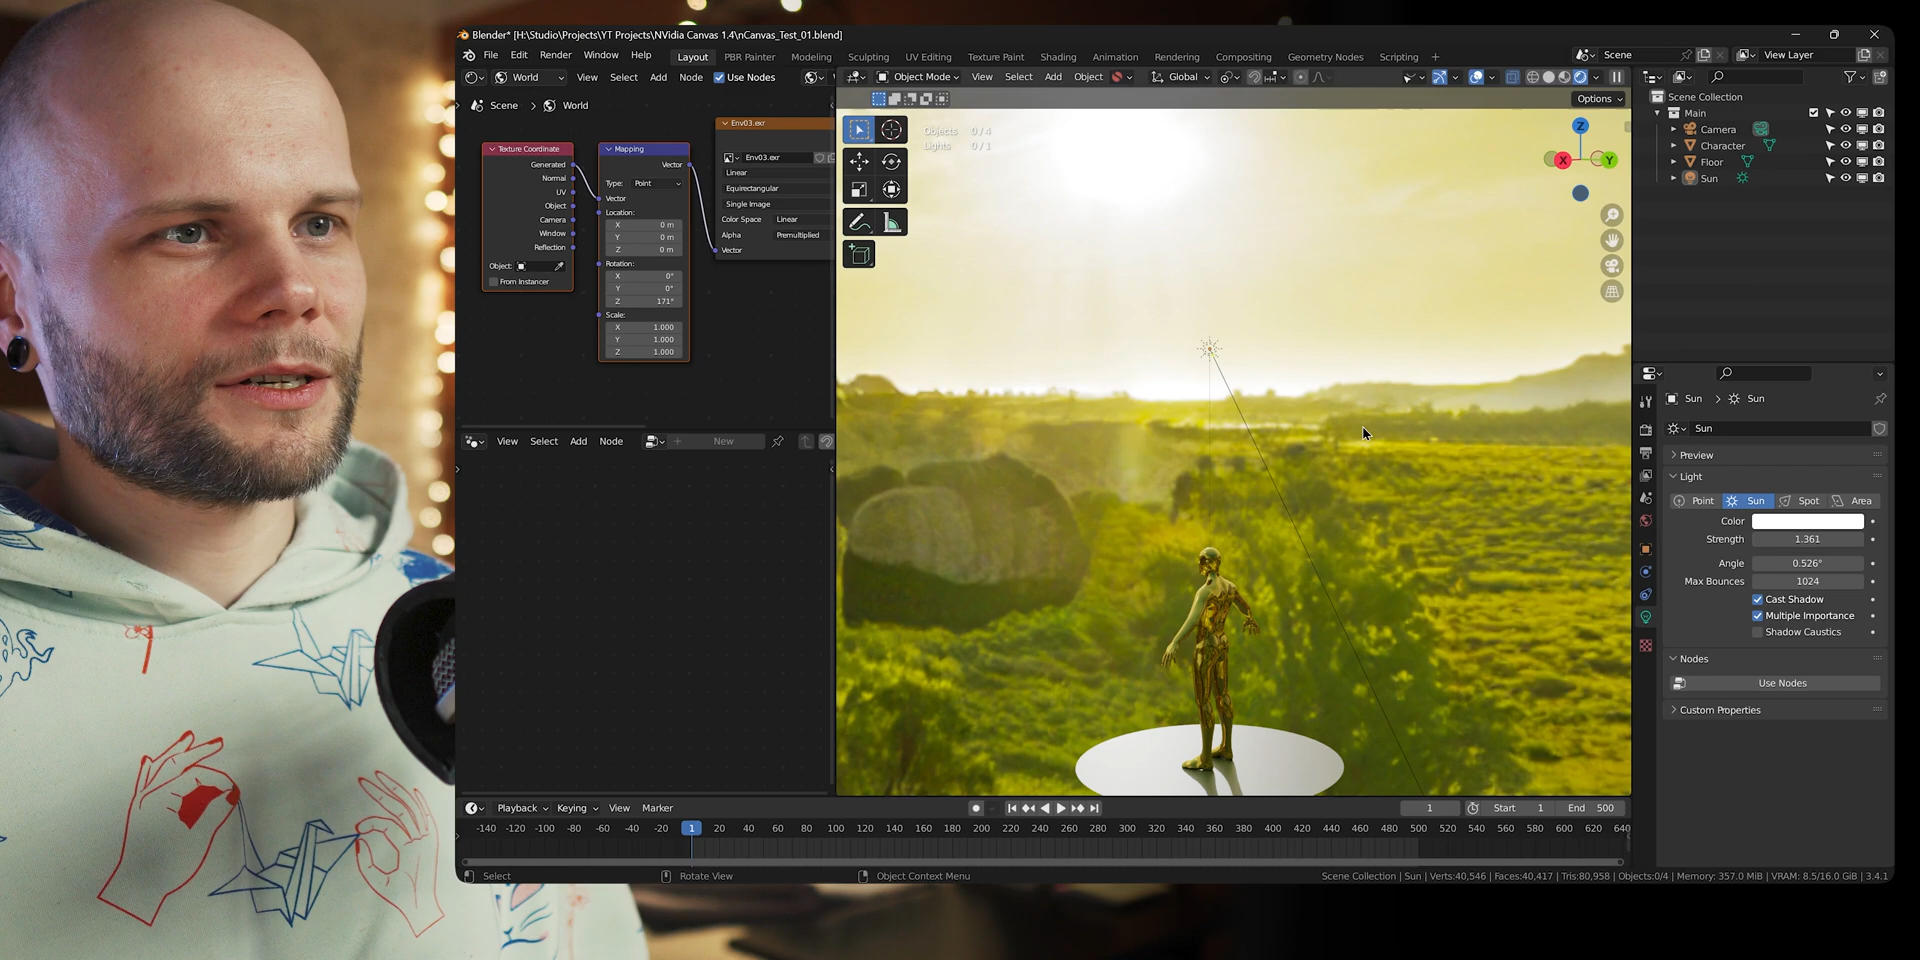 Blender* [H:\Studio\Projects\YT Projects\NVidia Canvas 1.4\nCanvas_Test_01.blend]
File Edit Render Window Help Layout PBR Painter Modeling Sculpting UV Editing Texture Paint Shading Animation Rendering Compositing Geometry Nodes Scripting + Scene View Layer
World View Select Add Node Use Nodes
Object Mode View Select Add Object Global
Options
Scene > World
Objects 0/4
Lights 0/1
Z
X
Y
Texture Coordinate
Generated
Normal
UV
Object
Camera
Window
Reflection
Object:
From Instancer
Mapping
Vector
Type: Point
Vector
Location:
X 0 m
Y 0 m
Z 0 m
Rotation:
X 0°
Y 0°
Z 171°
Scale:
X 1.000
Y 1.000
Z 1.000
Env03.exr
Env03.exr
Linear
Equirectangular
Single Image
Color Space Linear
Alpha Premultiplied
Vector
View Select Add Node + New
Scene Collection
Main
Camera
Character
Floor
Sun
Sun > Sun
Sun
Preview
Light
Point Sun Spot Area
Color
Strength 1.361
Angle 0.526°
Max Bounces 1024
Cast Shadow
Multiple Importance
Shadow Caustics
Nodes
Use Nodes
Custom Properties
Playback Keying View Marker 1 Start 1 End 500
-140 -120 -100 -80 -60 -40 -20 1 20 40 60 80 100 120 140 160 180 200 220 240 260 280 300 320 340 360 380 400 420 440 460 480 500 520 540 560 580 600 620 640
Select Rotate View Object Context Menu Scene Collection | Sun | Verts:40,546 | Faces:40,417 | Tris:80,958 | Objects:0/4 | Memory: 357.0 MiB | VRAM: 8.5/16.0 GiB | 3.4.1